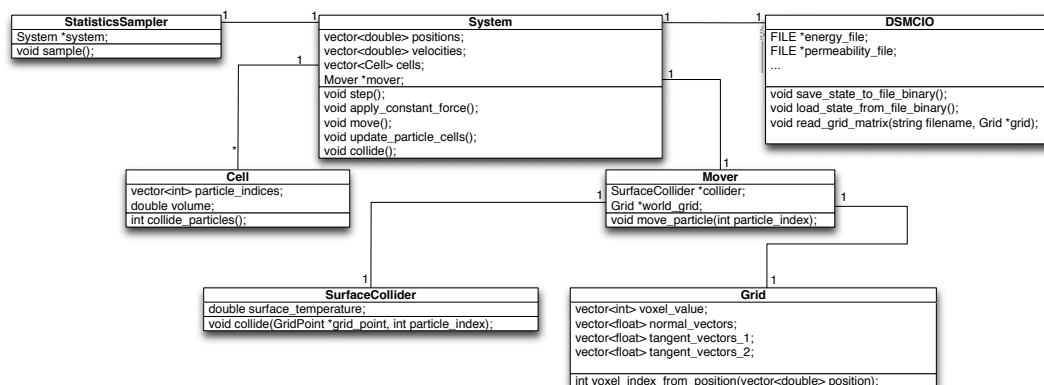 StatisticsSampler
System *system;
void sample();
1
1
System
vector<double> positions;
vector<double> velocities;
vector<Cell> cells;
Mover *mover;
void step();
void apply_constant_force();
void move();
void update_particle_cells();
void collide();
1
1
DSMCIO
FILE *energy_file;
FILE *permeability_file;
...
void save_state_to_file_binary();
void load_state_from_file_binary();
void read_grid_matrix(string filename, Grid *grid);
1
*
1
1
Cell
vector<int> particle_indices;
double volume;
int collide_particles();
Mover
SurfaceCollider *collider;
Grid *world_grid;
void move_particle(int particle_index);
1
1
1
1
SurfaceCollider
double surface_temperature;
void collide(GridPoint *grid_point, int particle_index);
Grid
vector<int> voxel_value;
vector<float> normal_vectors;
vector<float> tangent_vectors_1;
vector<float> tangent_vectors_2;
int voxel_index_from_position(vector<double> position);